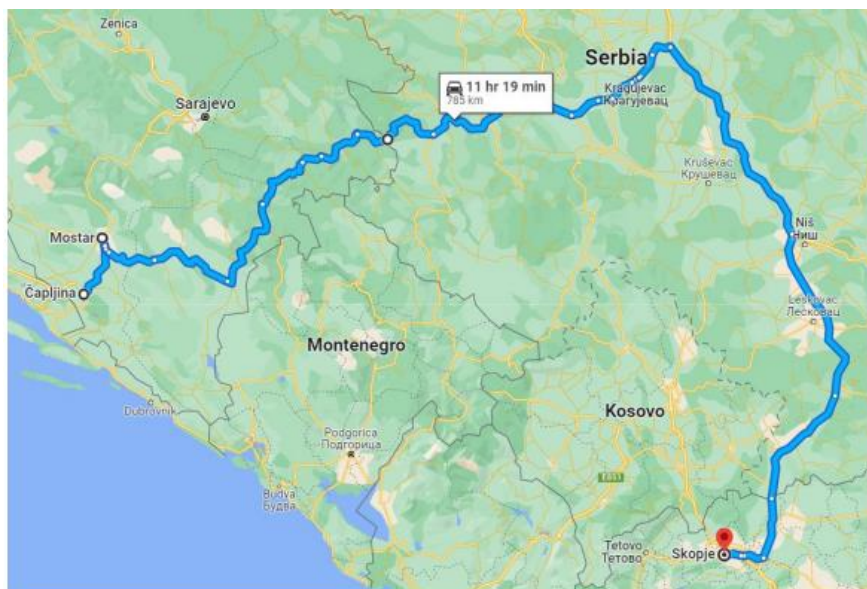 Zenica
Serbia
11 hr 19 min
785 km
Kragujevac
Крагујевац
Sarajevo
Kruševac
Крушевац
Mostar
Niš
Ниш
Čapljina
Leskovac
Лесковац
Montenegro
Dubrovnik
Kosovo
Podgorica
Подгорица
E851
Budva
Будва
Tetovo
Тетово
Skopje